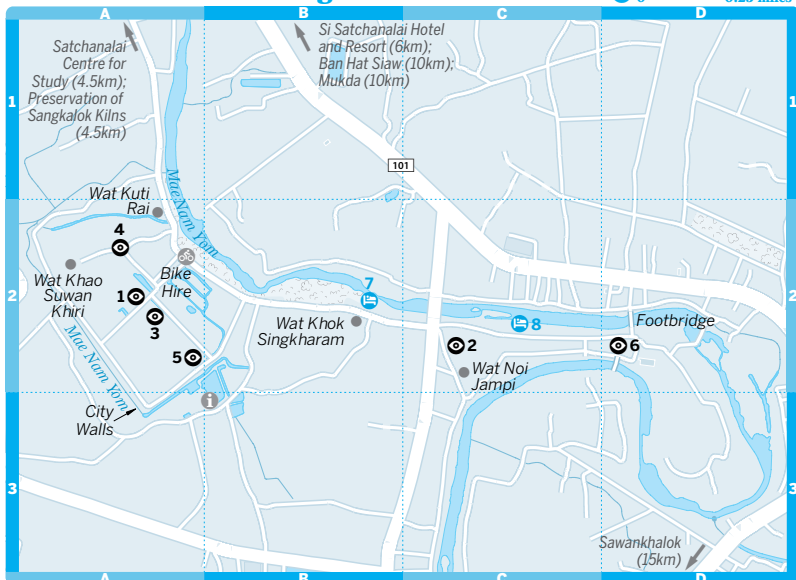 A
B
C
D
Satchanalai
Centre for
Study (4.5km);
Preservation of
Sangkalok Kilns
(4.5km)
Si Satchanalai Hotel
and Resort (6km);
Ban Hat Siaw (10km);
Mukda (10km)
1
1
101
Wat Kuti
Rai
Mae Nam Yom
4
Bike
Hire
Wat Khao
Suwan
Khiri
1
3
7
2
2
8
Footbridge
Wat Khok
Singkharam
2
6
5
Wat Noi
Jampi
Mae Nam Yom
City
Walls
i
3
3
Sawankhalok
(15km)
A
B
C
D